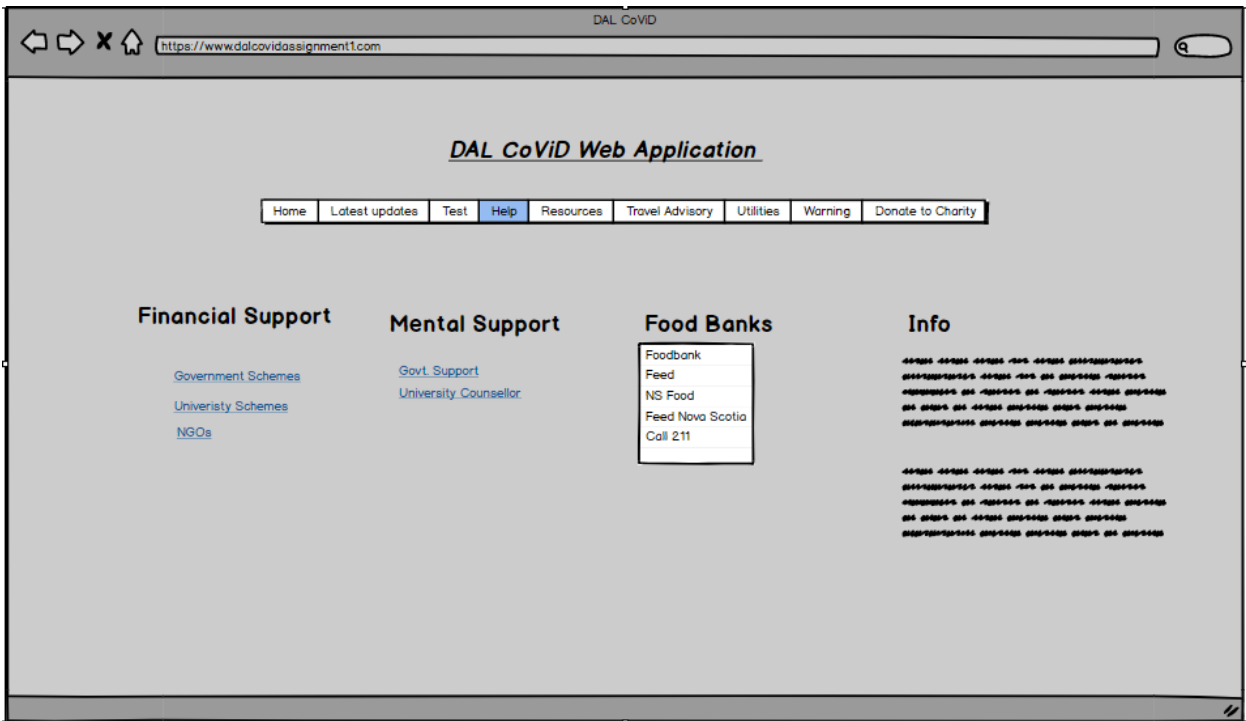 DAL CoViD
https://www.dalcovidassignment1.com
DAL CoViD Web Application
Home Latest updates Test Help Resources Travel Advisory Utilities Warning Donate to Charity
Financial Support
Government Schemes
Univeristy Schemes
NGOs
Mental Support
Govt. Support
University Counsellor
Food Banks
Foodbank
Feed
NS Food
Feed Nova Scotia
Call 211
Info